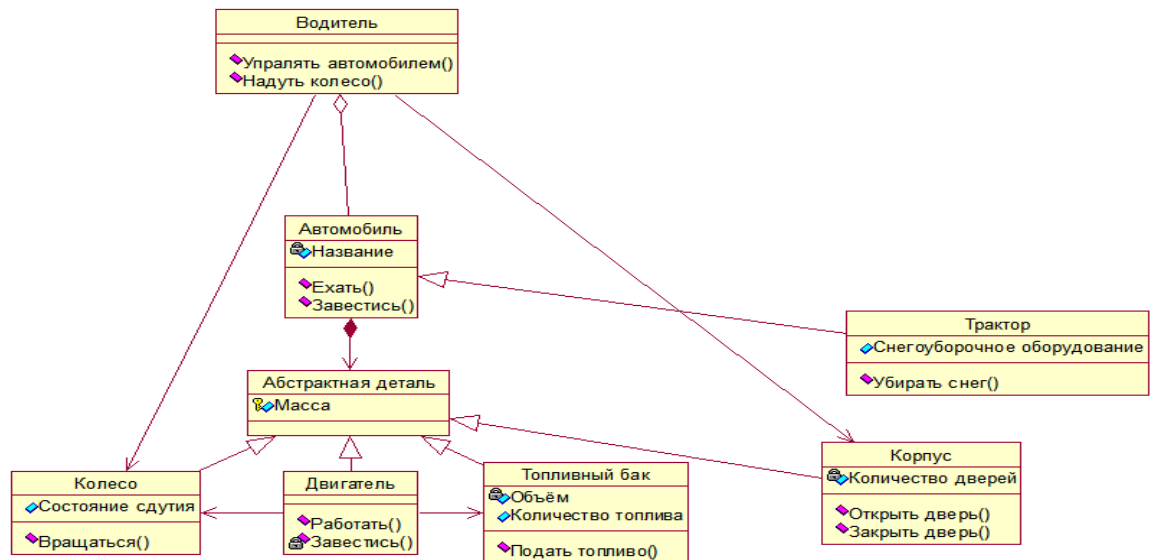 Водитель
Упралять автомобилем()
Надуть колесо()
Автомобиль
Название
Ехать()
Завестись()
Трактор
Снегоуборочное оборудование
Убирать снег()
Абстрактная деталь
Масса
Колесо
Состояние сдутия
Вращаться()
Двигатель
Работать()
Завестись()
Топливный бак
Объём
Количество топлива
Подать топливо()
Корпус
Количество дверей
Открыть дверь()
Закрыть дверь()